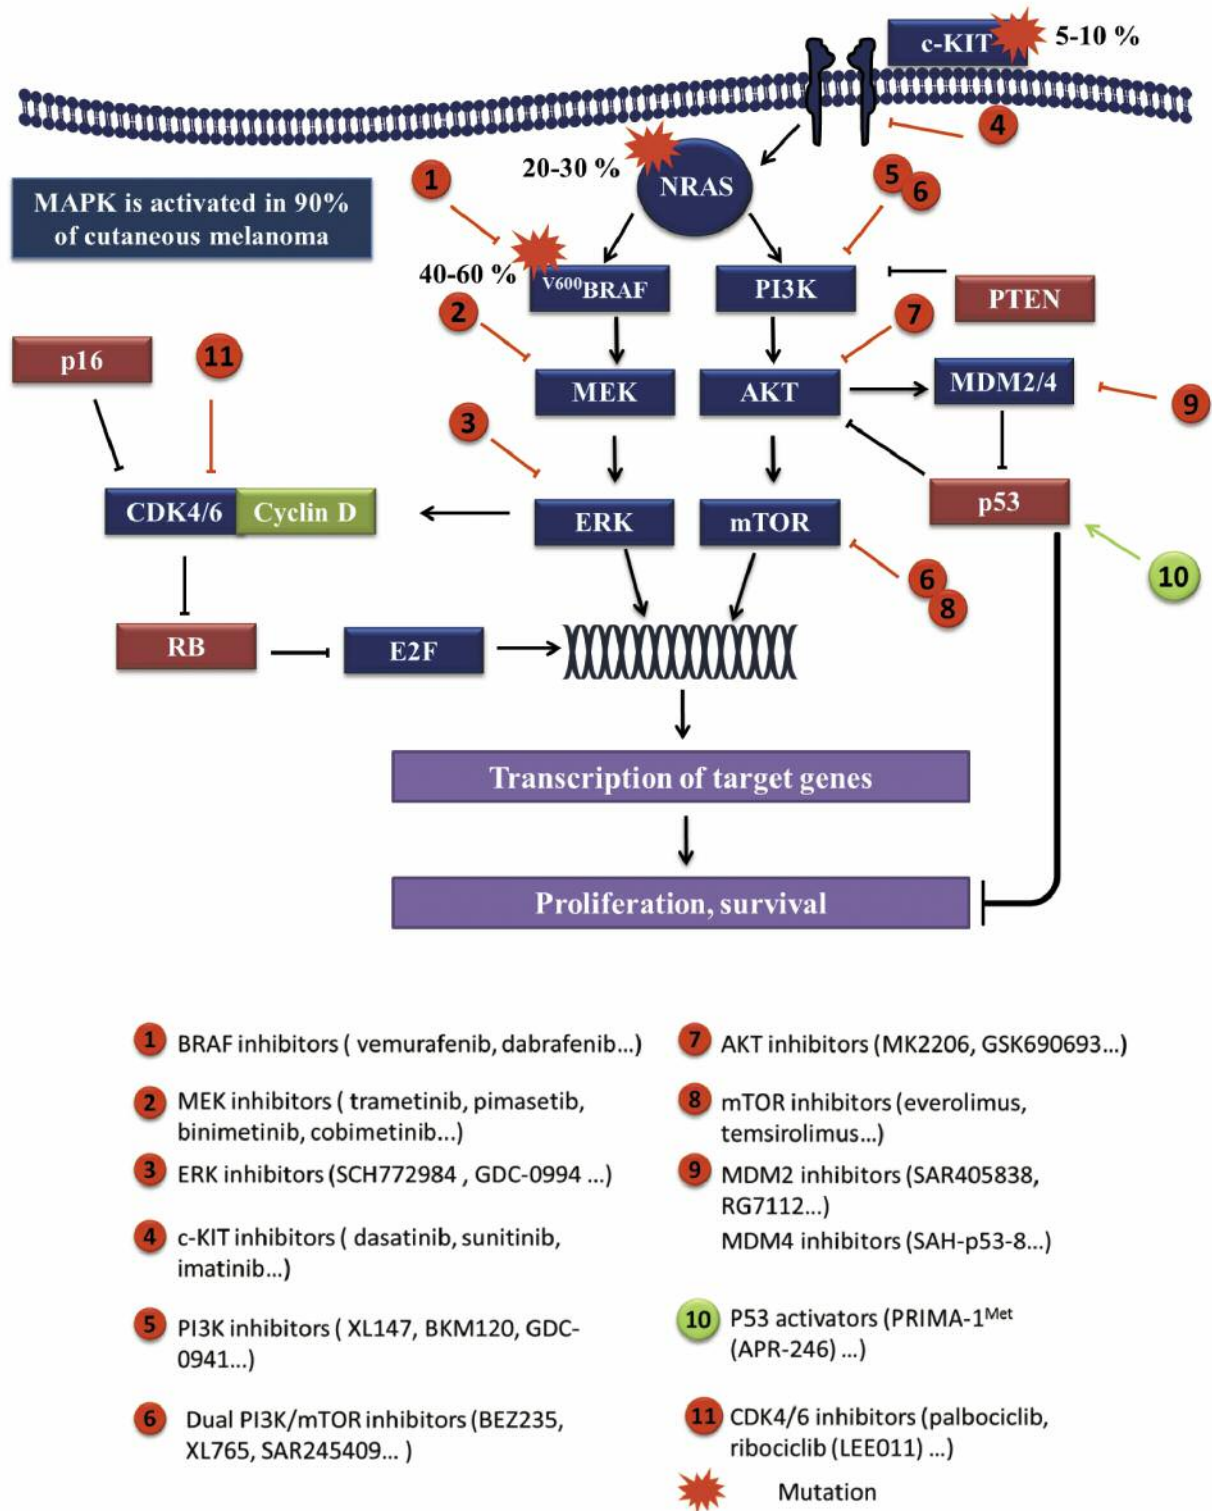 c-KIT
5-10 %
4
20-30 %
NRAS
1
5
6
MAPK is activated in 90%
of cutaneous melanoma
40-60 %
V600BRAF
PI3K
PTEN
2
7
p16
11
MEK
AKT
MDM2/4
9
3
CDK4/6
Cyclin D
ERK
mTOR
p53
6
8
10
RB
E2F
Transcription of target genes
Proliferation, survival
1 BRAF inhibitors ( vemurafenib, dabrafenib...)
2 MEK inhibitors ( trametinib, pimasetib,
binimetinib, cobimetinib...)
3 ERK inhibitors (SCH772984 , GDC-0994 ...)
4 c-KIT inhibitors ( dasatinib, sunitinib,
imatinib...)
5 PI3K inhibitors ( XL147, BKM120, GDC-
0941...)
6 Dual PI3K/mTOR inhibitors (BEZ235,
XL765, SAR245409... )
7 AKT inhibitors (MK2206, GSK690693...)
8 mTOR inhibitors (everolimus,
temsirolimus...)
9 MDM2 inhibitors (SAR405838,
RG7112...)
MDM4 inhibitors (SAH-p53-8...)
10 P53 activators (PRIMA-1Met
(APR-246) ...)
11 CDK4/6 inhibitors (palbociclib,
ribociclib (LEE011) ...)
Mutation